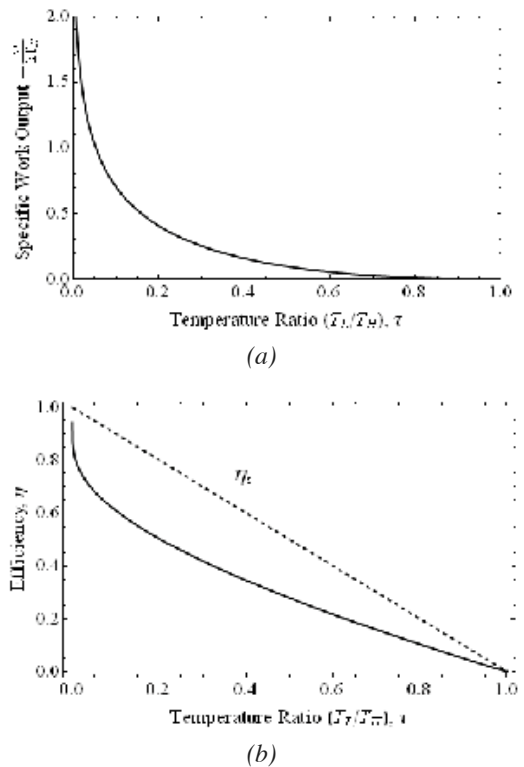 2.0
1.5
1.0
0.5
0.0
Specific Work Output
0.0 0.2 0.4 0.6 0.8 1.0
Temperature Ratio (T_L/T_H), τ
(a)
1.0
0.8
0.6
0.4
0.2
0.0
Efficiency, η
η_c
0.0 0.2 0.4 0.6 0.8 1.0
Temperature Ratio
(b)